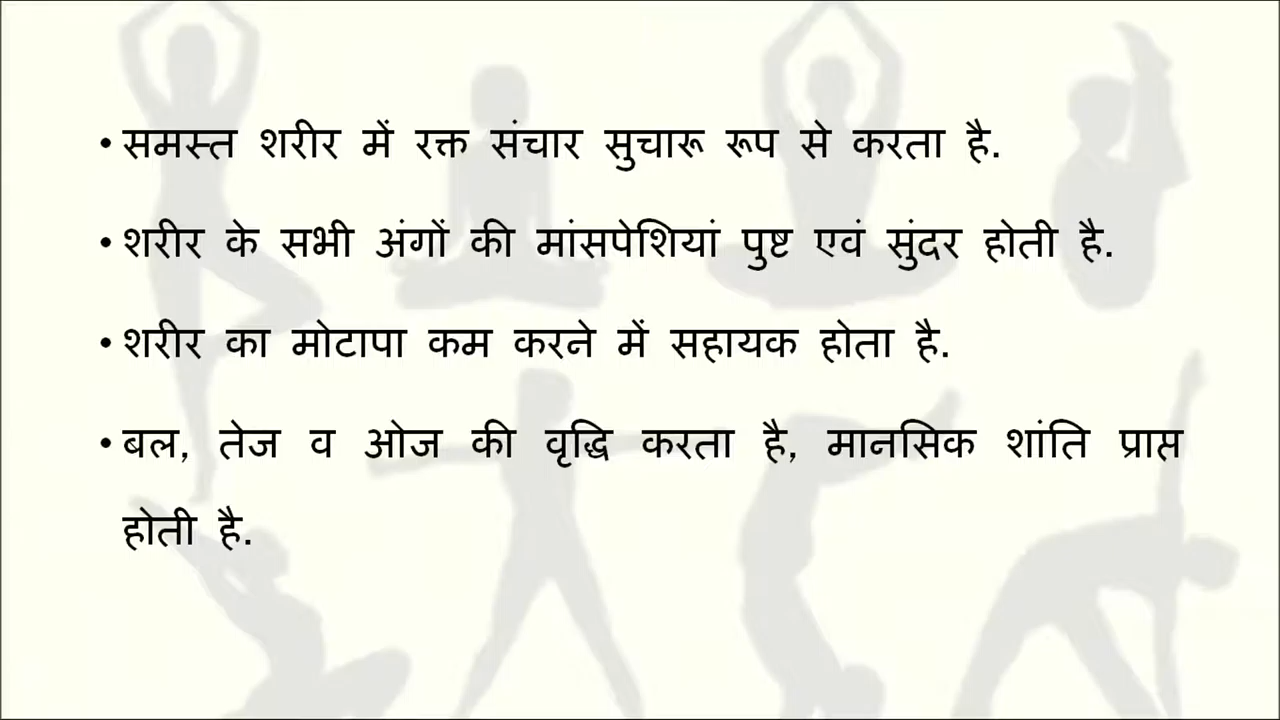 • समस्त शरीर में रक्त संचार सुचारू रूप से करता है.
• शरीर के सभी अंगों की मांसपेशियां पुष्ट एवं सुंदर होती है.
• शरीर का मोटापा कम करने में सहायक होता है.
• बल, तेज व ओज की वृद्धि करता है, मानसिक शांति प्राप्त
होती है.